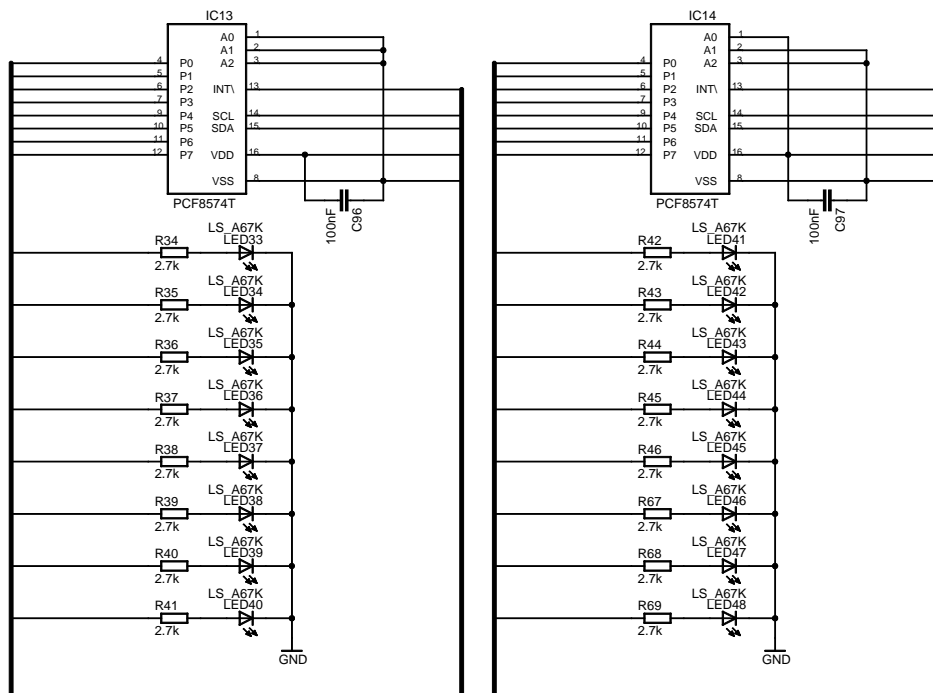 IC13
A0 1
A1 2
A2 3
4 P0
5 P1
6 P2 INT\ 13
7 P3
9 P4 SCL 14
10 P5 SDA 15
11 P6
12 P7 VDD 16
VSS 8
PCF8574T
100nF
C96
R34
2.7k
LS_A67K
LED33
R35
2.7k
LS_A67K
LED34
R36
2.7k
LS_A67K
LED35
R37
2.7k
LS_A67K
LED36
R38
2.7k
LS_A67K
LED37
R39
2.7k
LS_A67K
LED38
R40
2.7k
LS_A67K
LED39
R41
2.7k
LS_A67K
LED40
GND
IC14
A0 1
A1 2
A2 3
4 P0
5 P1
6 P2 INT\ 13
7 P3
9 P4 SCL 14
10 P5 SDA 15
11 P6
12 P7 VDD 16
VSS 8
PCF8574T
100nF
C97
R42
2.7k
LS_A67K
LED41
R43
2.7k
LS_A67K
LED42
R44
2.7k
LS_A67K
LED43
R45
2.7k
LS_A67K
LED44
R46
2.7k
LS_A67K
LED45
R67
2.7k
LS_A67K
LED46
R68
2.7k
LS_A67K
LED47
R69
2.7k
LS_A67K
LED48
GND